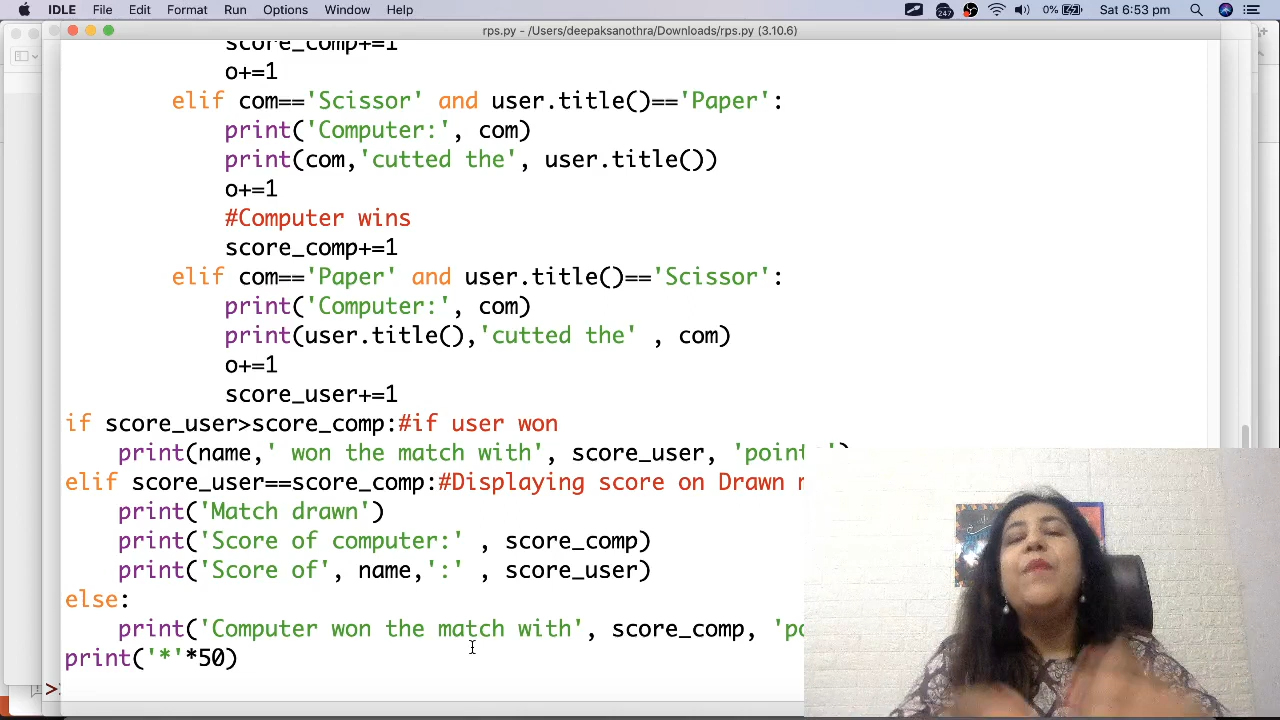 IDLE File Edit Format Run Options Window Help 247 0% Sat 6:53 pm
rps.py - /Users/deepaksanothra/Downloads/rps.py (3.10.6)
score_comp+=1
o+=1
elif com=='Scissor' and user.title()=='Paper':
print('Computer:', com)
print(com,'cutted the', user.title())
o+=1
#Computer wins
score_comp+=1
elif com=='Paper' and user.title()=='Scissor':
print('Computer:', com)
print(user.title(),'cutted the' , com)
o+=1
score_user+=1
if score_user>score_comp:#if user won
print(name,' won the match with', score_user,
elif score_user==score_comp:#Displaying score on Drawn
print('Match drawn')
print('Score of computer:' , score_comp)
print('Score of', name,':' , score_user)
else:
print('Computer won the match with', score_comp,
print('*'*50)